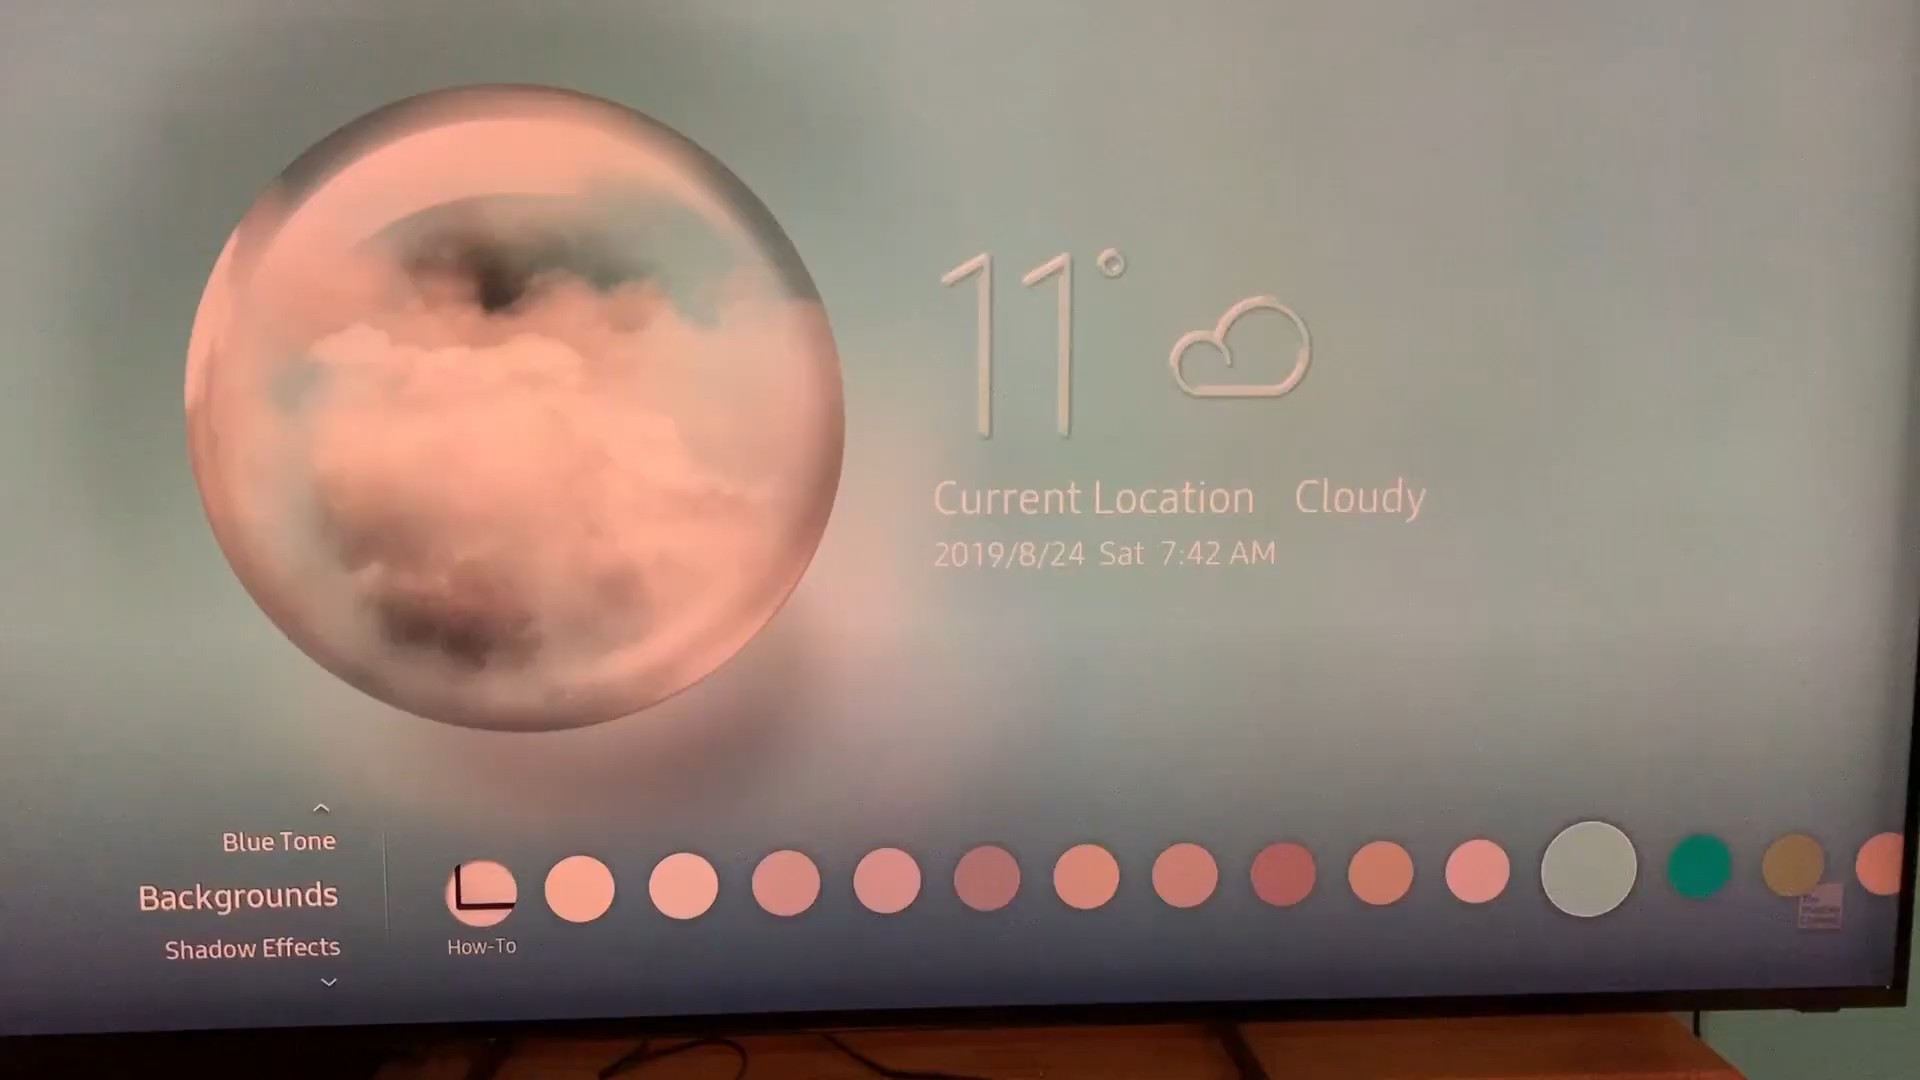 11°
Current Location Cloudy
2019/8/24 Sat 7:42 AM
Blue Tone
Backgrounds
Shadow Effects
How-To